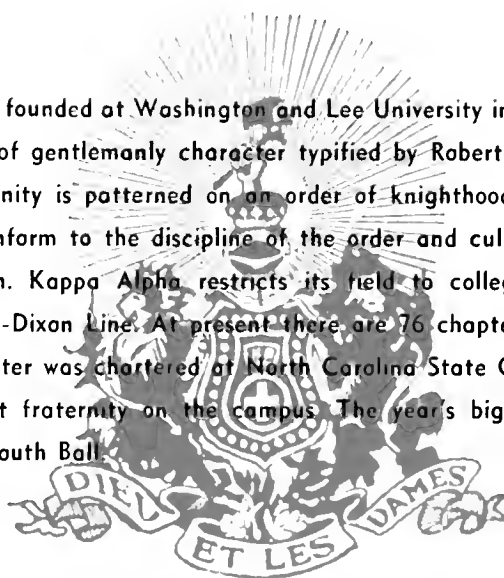 founded at Washington and Lee University in
of gentlemanly character typified by Robert
nity is patterned on an order of knighthood
nform to the discipline of the order and cul
n. Kappa Alpha restricts its field to colleg
-Dixon Line. At present there are 76 chapte
ter was chartered at North Carolina State C
t fraternity on the campus. The year's big
outh Ball.
DIEU ET LES DAMES